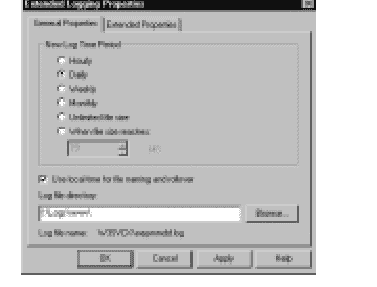 Extended Logging Properties
General Properties Extended Properties
New Log Time Period
Hourly
Daily
Weekly
Monthly
Unlimited file size
When file size reaches:
MB
Use local time for file naming and rollover
Log file directory:
Browse...
Log file name:
OK Cancel Apply Help